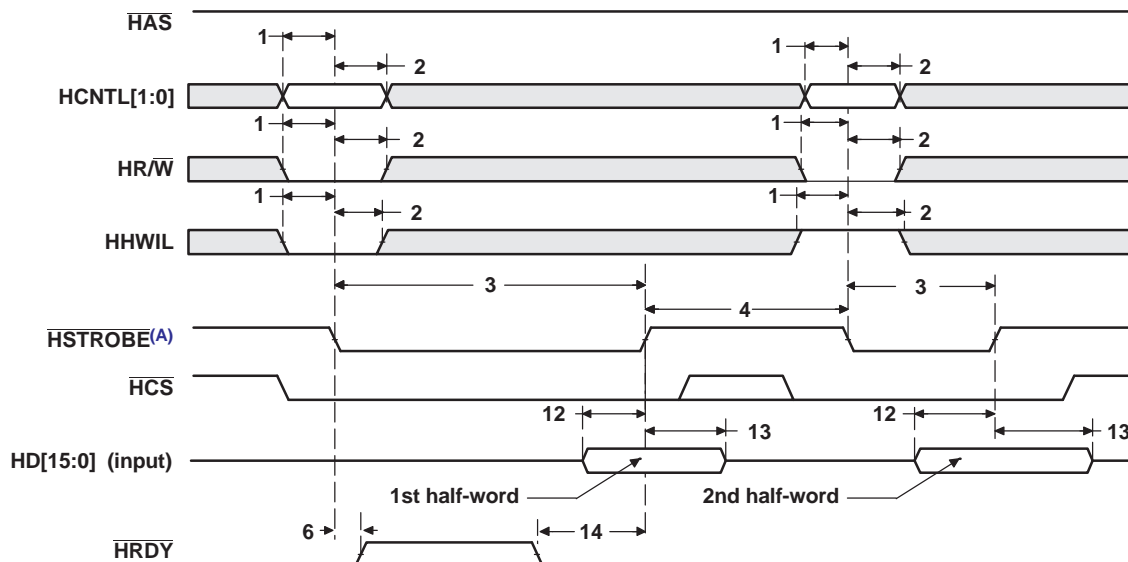 HAS
1
1
2
2
HCNTL[1:0]
1
1
2
2
HR/W
1
1
2
2
HHWIL
3
3
4
HSTROBE(A)
HCS
12
12
13
13
HD[15:0] (input)
1st half-word
2nd half-word
6
14
HRDY